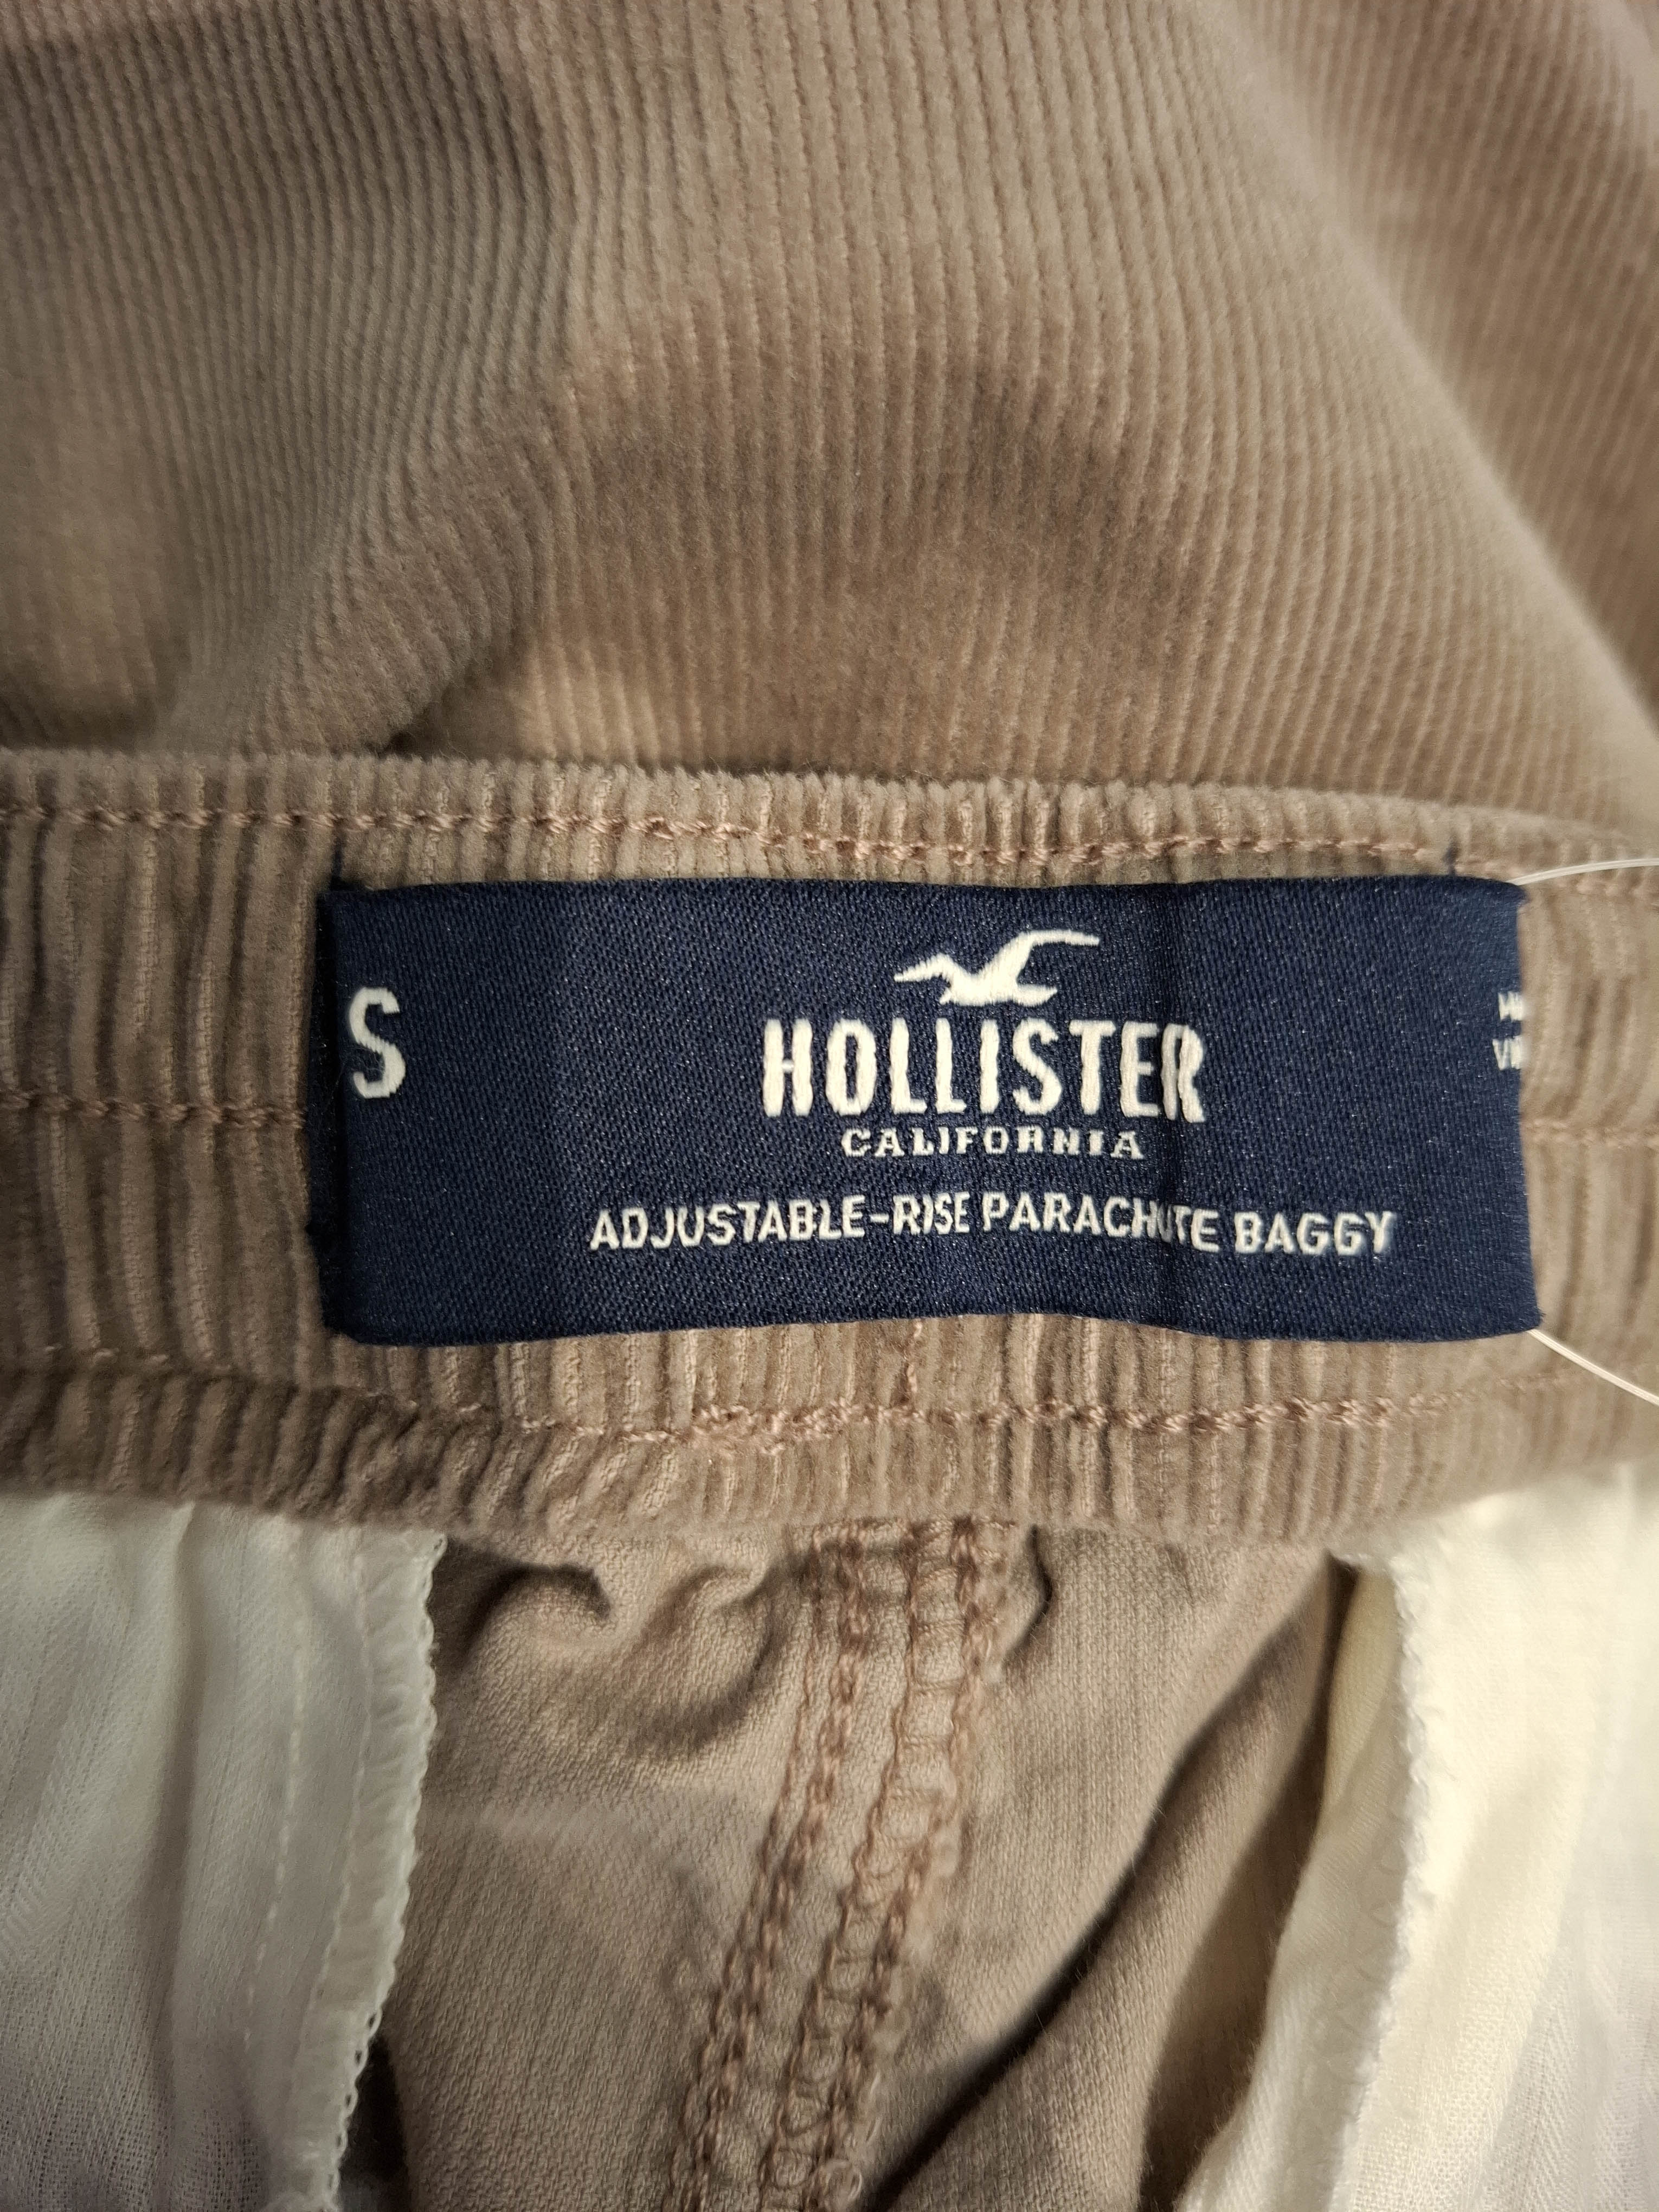 S
HOLLISTER
CALIFORNIA
ADJUSTABLE-RISE PARACHUTE BAGGY